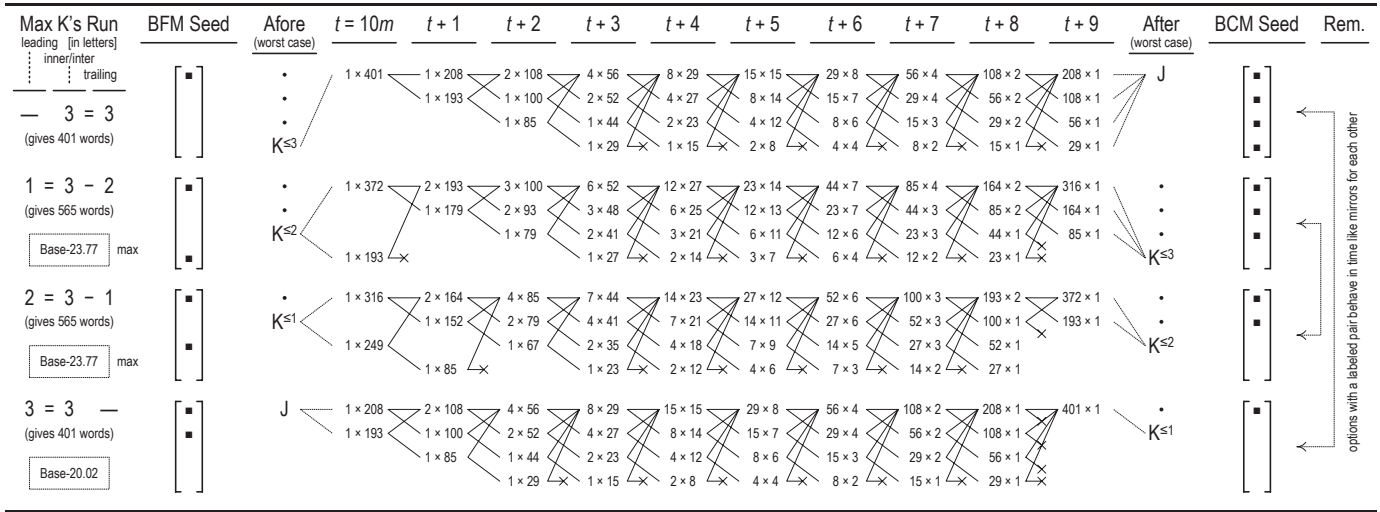 Max K's Run BFM Seed Afore t = 10m t + 1 t + 2 t + 3 t + 4 t + 5 t + 6 t + 7 t + 8 t + 9 After BCM Seed Rem.
leading [in letters] (worst case) (worst case)
inner/inter
trailing
• 1 × 401 1 × 208 2 × 108 4 × 56 8 × 29 15 × 15 29 × 8 56 × 4 108 × 2 208 × 1 J
• 1 × 193 1 × 100 2 × 52 4 × 27 8 × 14 15 × 7 29 × 4 56 × 2 108 × 1
— 3 = 3 • 1 × 85 1 × 44 2 × 23 4 × 12 8 × 6 15 × 3 29 × 2 56 × 1
(gives 401 words) K≤3 1 × 29 1 × 15 2 × 8 4 × 4 8 × 2 15 × 1 29 × 1
1 = 3 − 2 • 1 × 372 2 × 193 3 × 100 6 × 52 12 × 27 23 × 14 44 × 7 85 × 4 164 × 2 316 × 1 •
(gives 565 words) • 1 × 179 2 × 93 3 × 48 6 × 25 12 × 13 23 × 7 44 × 3 85 × 2 164 × 1 •
K≤2 1 × 79 2 × 41 3 × 21 6 × 11 12 × 6 23 × 3 44 × 1 85 × 1 •
Base-23.77 max 1 × 193 1 × 27 2 × 14 3 × 7 6 × 4 12 × 2 23 × 1 K≤3
2 = 3 − 1 • 1 × 316 2 × 164 4 × 85 7 × 44 14 × 23 27 × 12 52 × 6 100 × 3 193 × 2 372 × 1 •
(gives 565 words) K≤1 1 × 152 2 × 79 4 × 41 7 × 21 14 × 11 27 × 6 52 × 3 100 × 1 193 × 1 •
1 × 249 1 × 67 2 × 35 4 × 18 7 × 9 14 × 5 27 × 3 52 × 1 K≤2
Base-23.77 max 1 × 85 1 × 23 2 × 12 4 × 6 7 × 3 14 × 2 27 × 1
3 = 3 — J 1 × 208 2 × 108 4 × 56 8 × 29 15 × 15 29 × 8 56 × 4 108 × 2 208 × 1 401 × 1 •
(gives 401 words) 1 × 193 1 × 100 2 × 52 4 × 27 8 × 14 15 × 7 29 × 4 56 × 2 108 × 1 K≤1
1 × 85 1 × 44 2 × 23 4 × 12 8 × 6 15 × 3 29 × 2 56 × 1
Base-20.02 1 × 29 1 × 15 2 × 8 4 × 4 8 × 2 15 × 1 29 × 1
options with a labeled pair behave in time like mirrors for each other